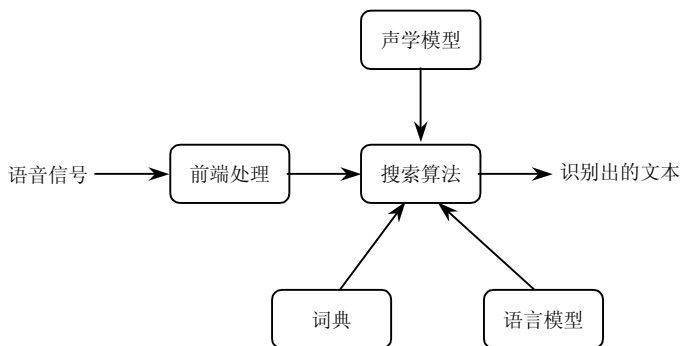 声学模型
语音信号
前端处理
搜索算法
识别出的文本
词典
语言模型